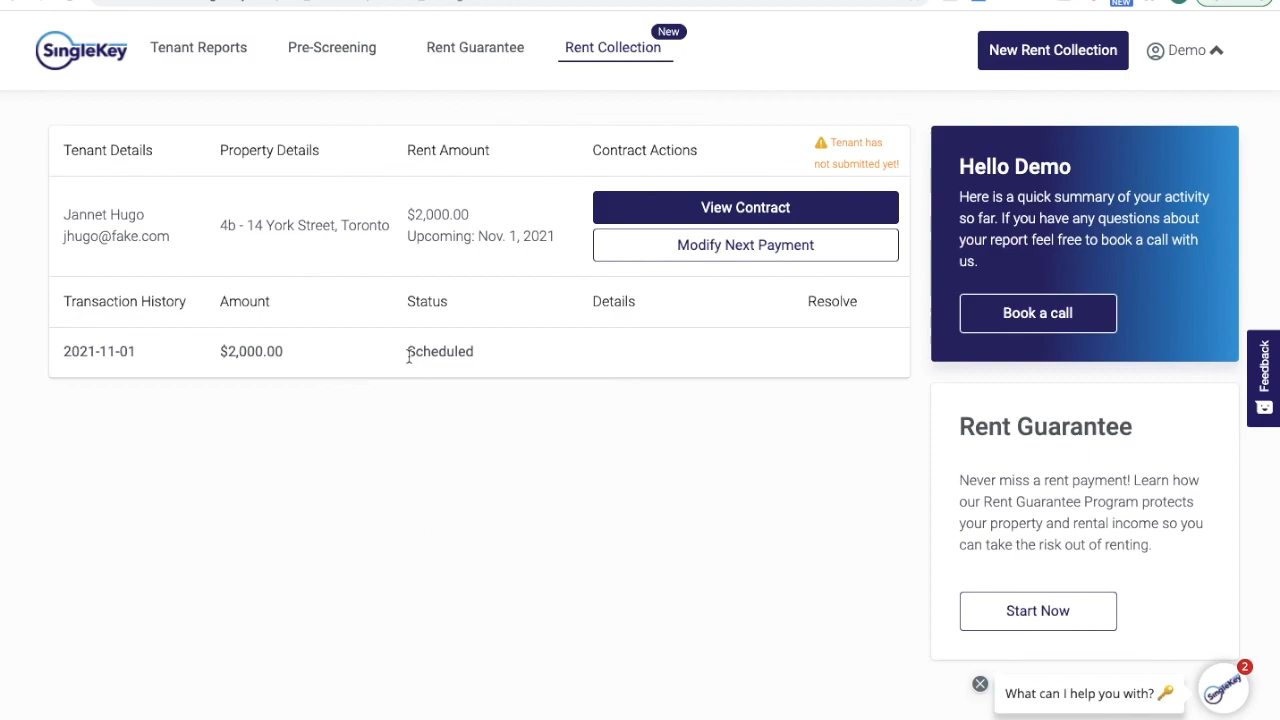 NEW
SingleKey
Tenant Reports
Pre-Screening
Rent Guarantee
Rent Collection
New
New Rent Collection
Demo
Tenant Details
Property Details
Rent Amount
Contract Actions
Tenant has
not submitted yet!
Jannet Hugo
jhugo@fake.com
4b - 14 York Street, Toronto
$2,000.00
Upcoming: Nov. 1, 2021
View Contract
Modify Next Payment
Transaction History
Amount
Status
Details
Resolve
2021-11-01
$2,000.00
Scheduled
Hello Demo
Here is a quick summary of your activity
so far. If you have any questions about
your report feel free to book a call with
us.
Book a call
Feedback
Rent Guarantee
Never miss a rent payment! Learn how
our Rent Guarantee Program protects
your property and rental income so you
can take the risk out of renting.
Start Now
What can I help you with? 🔑
SingleKey
2